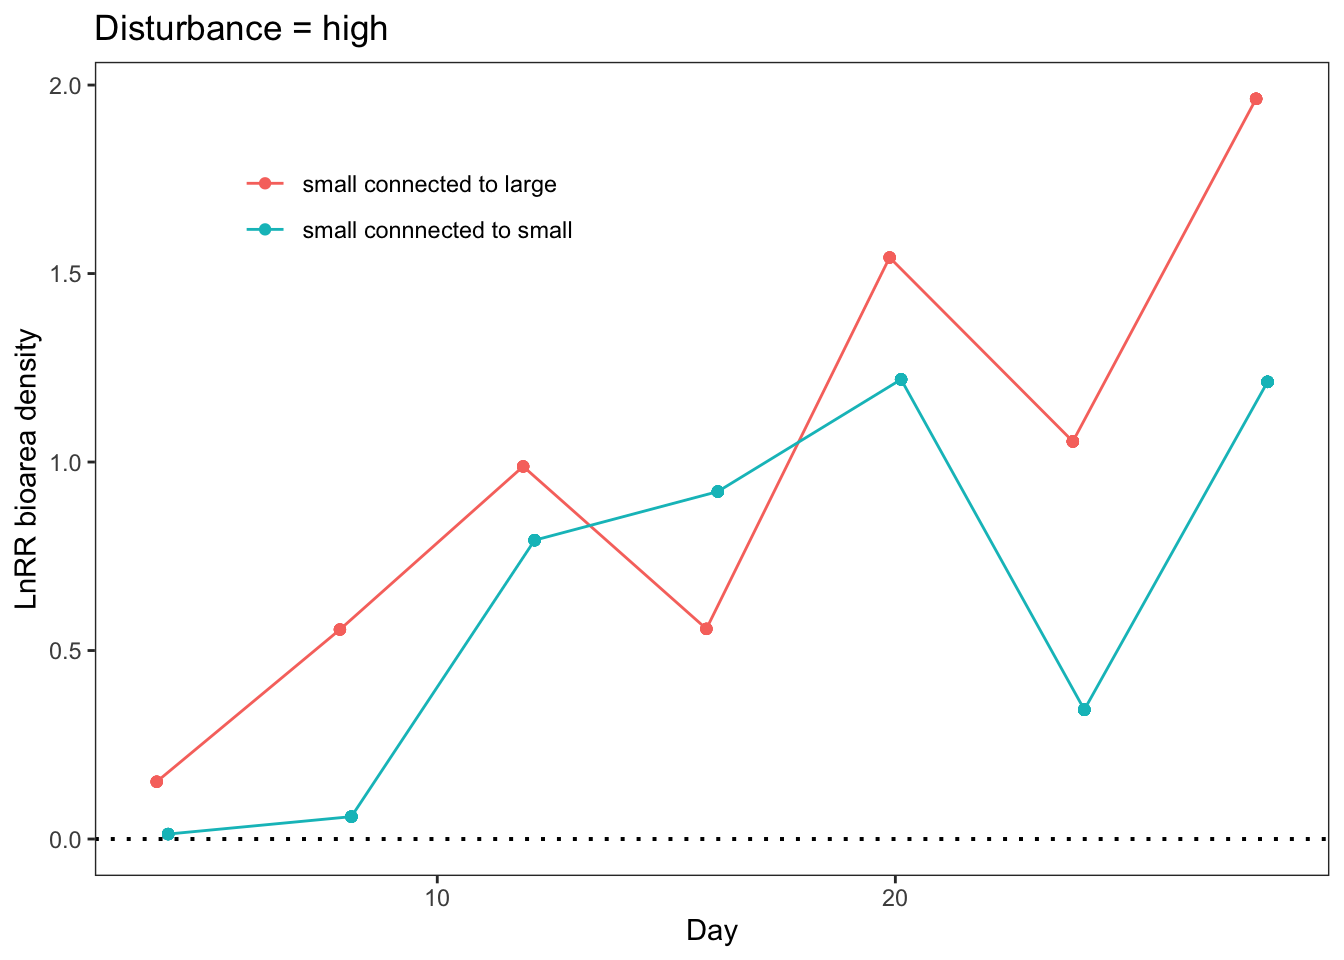 Disturbance = high
2.0
1.5
1.0
0.5
0.0
LnRR bioarea density
small connected to large
small connnected to small
10
20
Day